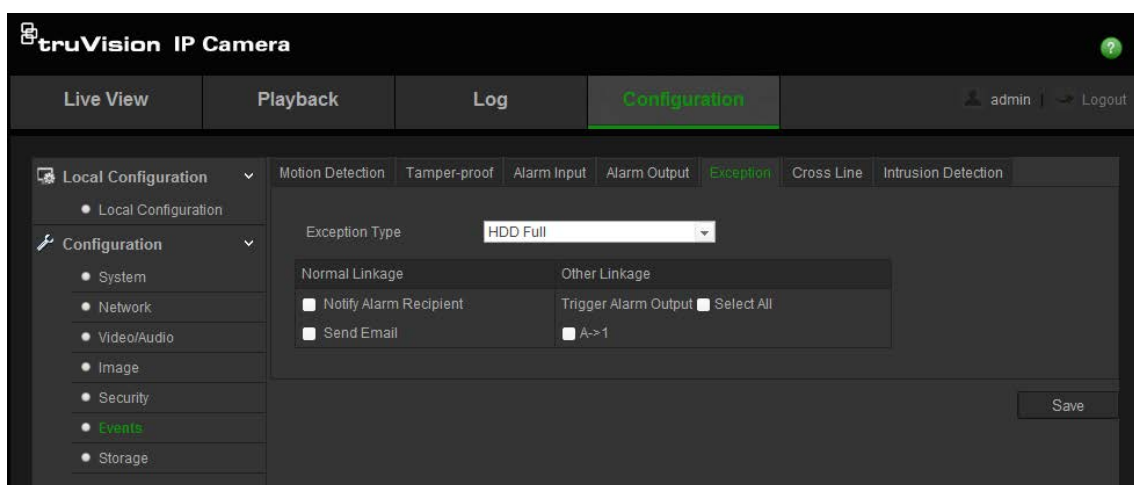 truVision IP Camera
?
Live View Playback Log Configuration admin | Logout
Local Configuration
Local Configuration
Configuration
System
Network
Video/Audio
Image
Security
Events
Storage
Motion Detection Tamper-proof Alarm Input Alarm Output Exception Cross Line Intrusion Detection
Exception Type HDD Full
Normal Linkage Other Linkage
Notify Alarm Recipient Trigger Alarm Output Select All
Send Email A->1
Save